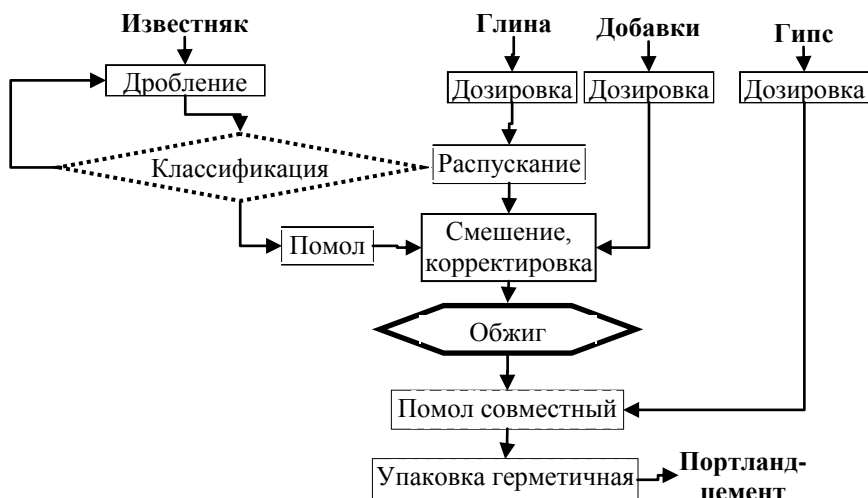 Известняк
Глина
Добавки
Гипс
Дробление
Дозировка
Дозировка
Дозировка
Классификация
Распускание
Помол
Смешение,
корректировка
Обжиг
Помол совместный
Упаковка герметичная
Портланд-
цемент